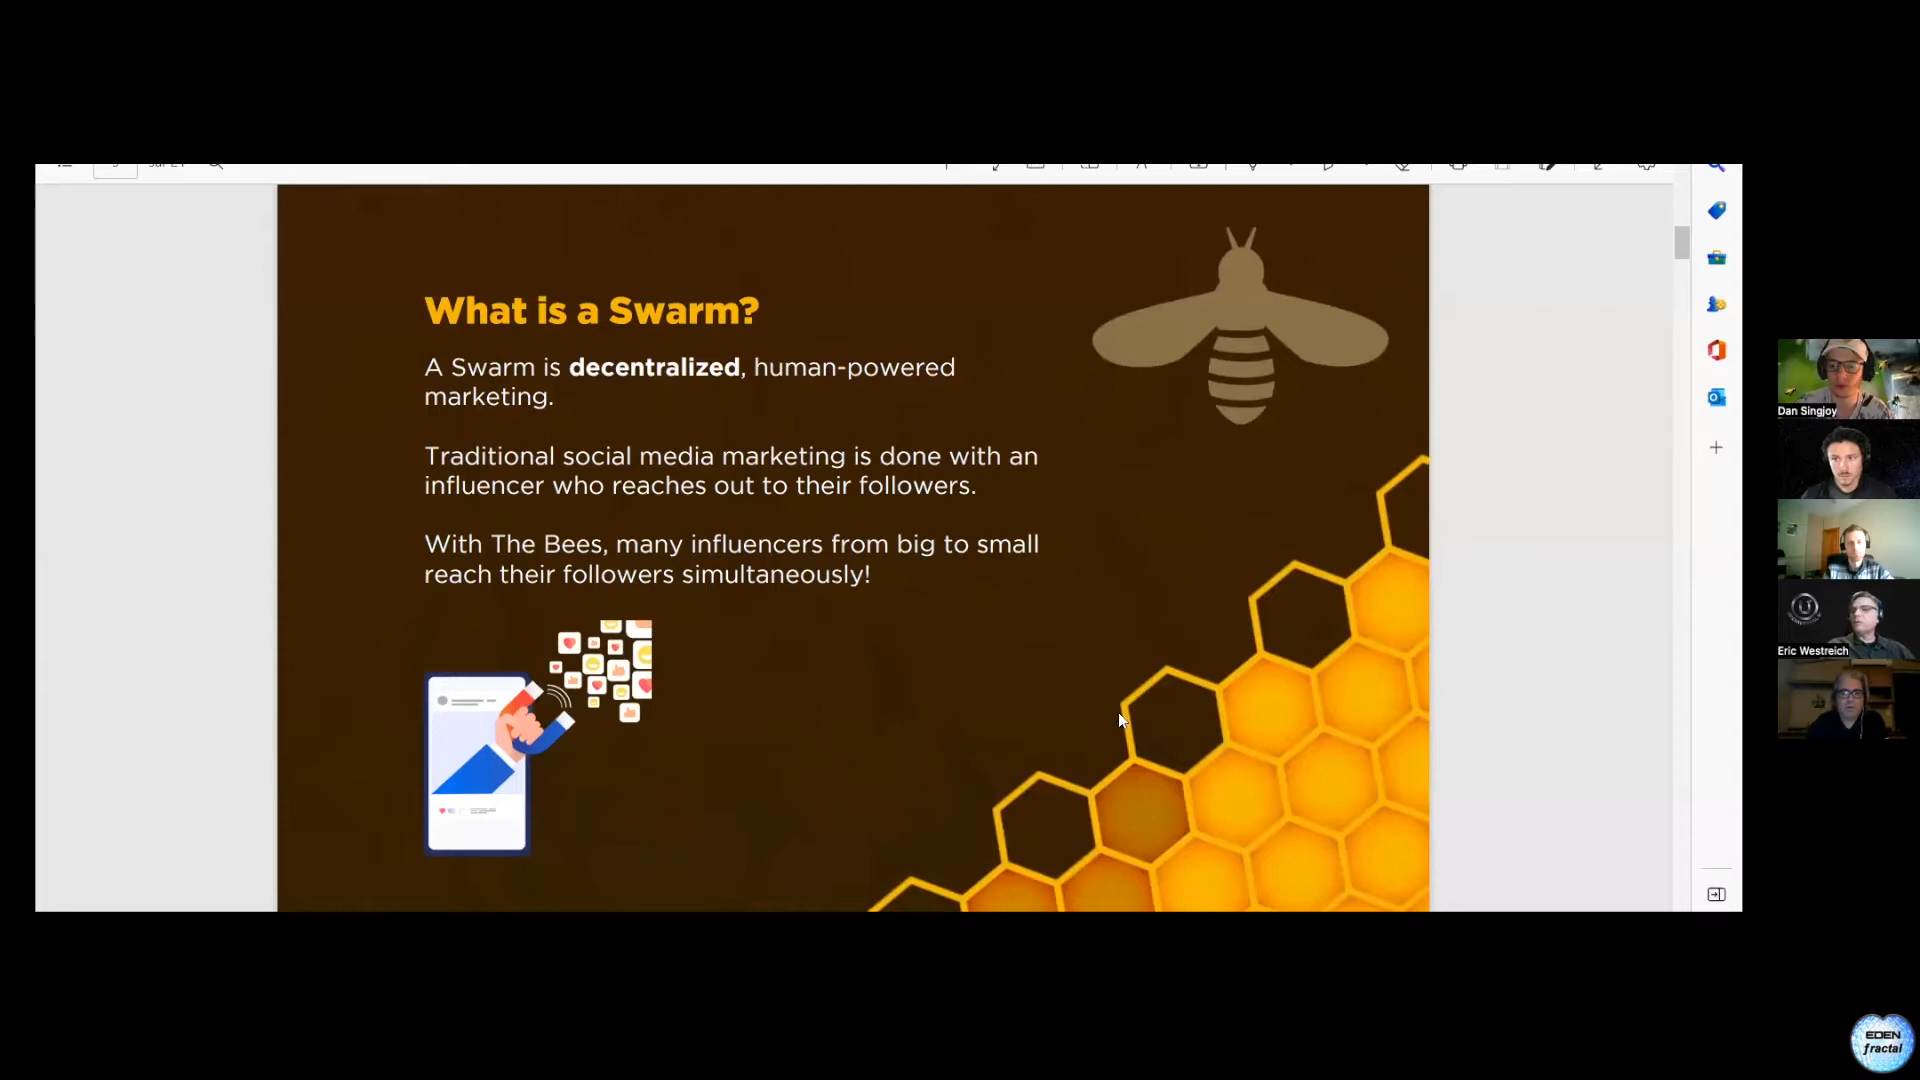 What is a Swarm?
A Swarm is decentralized, human-powered
marketing.
Traditional social media marketing is done with an
influencer who reaches out to their followers.
With The Bees, many influencers from big to small
reach their followers simultaneously!
Dan Singjoy
Eric Westreich
EDEN
fractal